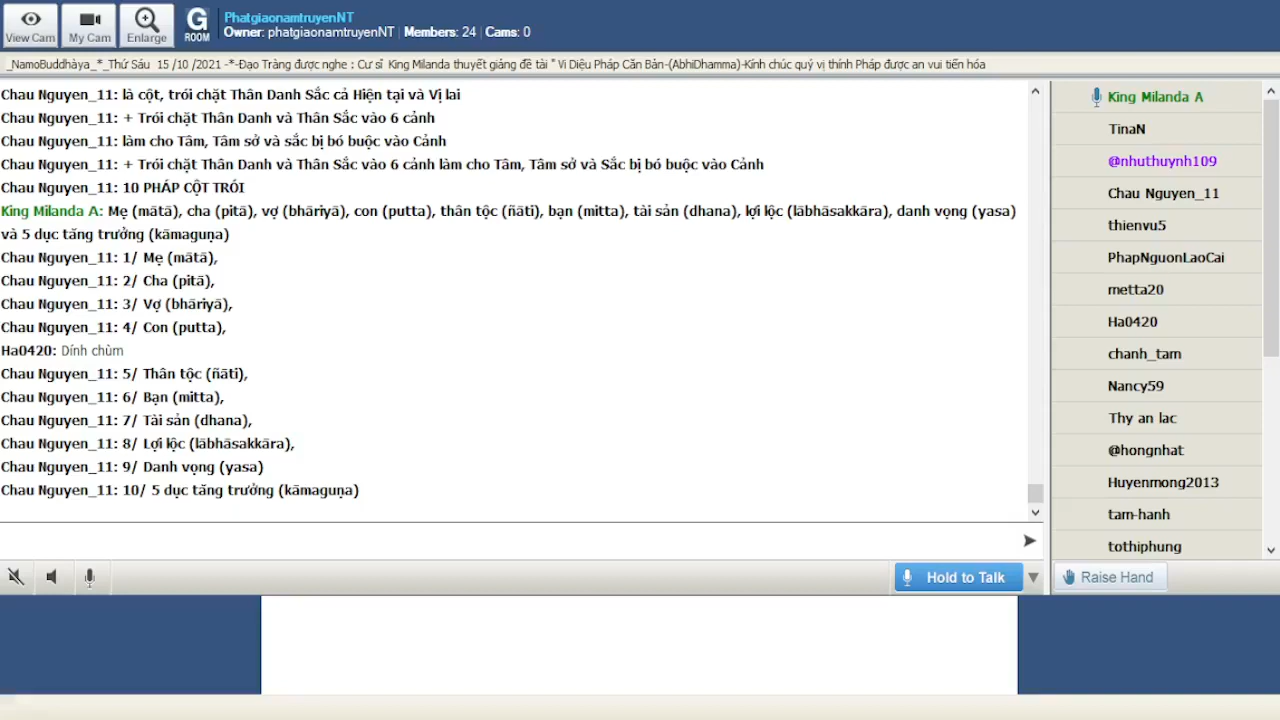 View Cam
My Cam
Enlarge
G
ROOM
PhatgiaonamtruyenNT
Owner: phatgiaonamtruyenNT | Members: 24 | Cams: 0
_NamoBuddhàya_*_Thứ Sáu 15 /10 /2021 -*-Đạo Tràng được nghe : Cư sĩ King Milanda thuyết giảng đề tài " Vi Diệu Pháp Căn Bản-(AbhiDhamma)-Kính chúc quý vị thính Pháp được an vui tiến hóa
Chau Nguyen_11: là cột, trói chặt Thân Danh Sắc cả Hiện tại và Vị lai
Chau Nguyen_11: + Trói chặt Thân Danh và Thân Sắc vào 6 cảnh
Chau Nguyen_11: làm cho Tâm, Tâm sở và sắc bị bó buộc vào Cảnh
Chau Nguyen_11: + Trói chặt Thân Danh và Thân Sắc vào 6 cảnh làm cho Tâm, Tâm sở và Sắc bị bó buộc vào Cảnh
Chau Nguyen_11: 10 PHÁP CỘT TRÓI
King Milanda A: Mẹ (mātā), cha (pitā), vợ (bhāriyā), con (putta), thân tộc (ñāti), bạn (mitta), tài sản (dhana), lợi lộc (lābhāsakkāra), danh vọng (yasa)
và 5 dục tăng trưởng (kāmaguṇa)
Chau Nguyen_11: 1/ Mẹ (mātā),
Chau Nguyen_11: 2/ Cha (pitā),
Chau Nguyen_11: 3/ Vợ (bhāriyā),
Chau Nguyen_11: 4/ Con (putta),
Ha0420: Dính chùm
Chau Nguyen_11: 5/ Thân tộc (ñāti),
Chau Nguyen_11: 6/ Bạn (mitta),
Chau Nguyen_11: 7/ Tài sản (dhana),
Chau Nguyen_11: 8/ Lợi lộc (lābhāsakkāra),
Chau Nguyen_11: 9/ Danh vọng (yasa)
Chau Nguyen_11: 10/ 5 dục tăng trưởng (kāmaguṇa)
Hold to Talk
King Milanda A
TinaN
@nhuthuynh109
Chau Nguyen_11
thienvu5
PhapNguonLaoCai
metta20
Ha0420
chanh_tam
Nancy59
Thy an lac
@hongnhat
Huyenmong2013
tam-hanh
tothiphung
Raise Hand